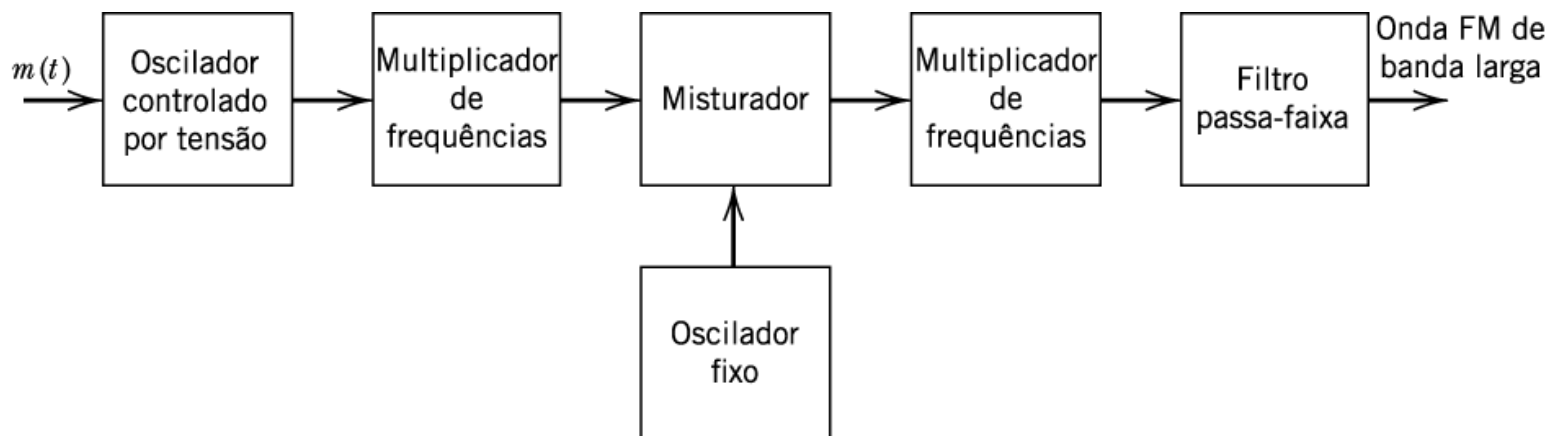 m(t)
Oscilador
controlado
por tensão
Multiplicador
de
frequências
Misturador
Multiplicador
de
frequências
Filtro
passa-faixa
Onda FM de
banda larga
Oscilador
fixo